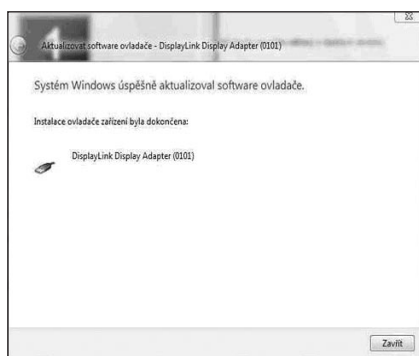 Aktualizovat software ovladače - DisplayLink Display Adapter (0101)
Systém Windows úspěšně aktualizoval software ovladače.
Instalace ovladače zařízení byla dokončena:
DisplayLink Display Adapter (0101)
Zavřít